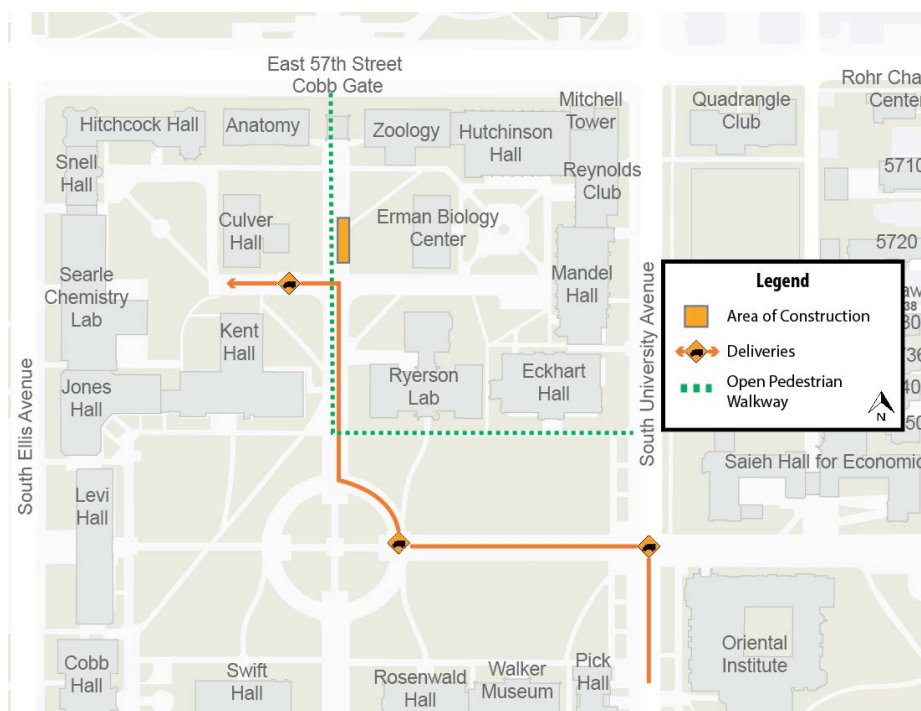 East 57th Street
Cobb Gate
Rohr Cha
Center
Mitchell
Tower
Quadrangle
Club
Hitchcock Hall
Anatomy
Zoology
Hutchinson
Hall
Snell
Hall
Reynolds
Club
5710
Culver
Hall
Erman Biology
Center
5720
Searle
Chemistry
Lab
Mandel
Hall
Legend
Area of Construction
Deliveries
Open Pedestrian
Walkway
N
38
Kent
Hall
Jones
Hall
Ryerson
Lab
Eckhart
Hall
South Ellis Avenue
South University Avenue
Saieh Hall for Economic
Levi
Hall
Cobb
Hall
Swift
Hall
Rosenwald
Hall
Walker
Museum
Pick
Hall
Oriental
Institute